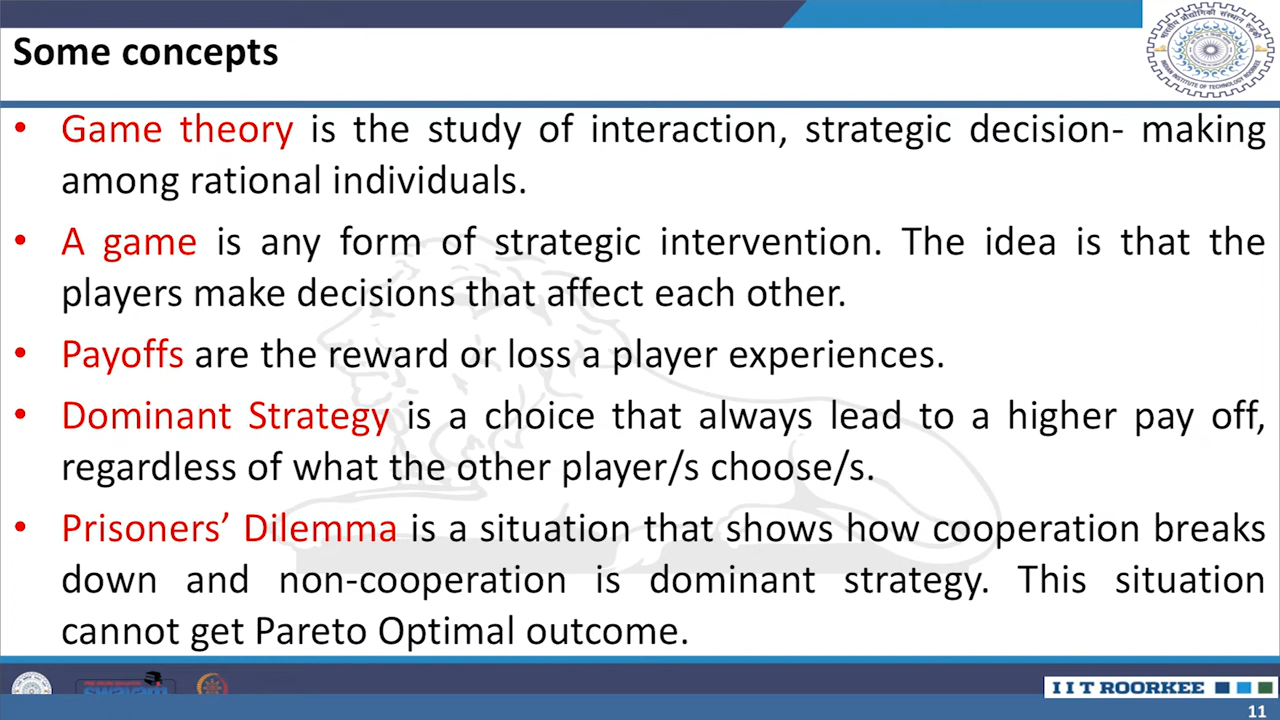 Some concepts
• Game theory is the study of interaction, strategic decision- making
among rational individuals.
• A game is any form of strategic intervention. The idea is that the
players make decisions that affect each other.
• Payoffs are the reward or loss a player experiences.
• Dominant Strategy is a choice that always lead to a higher pay off,
regardless of what the other player/s choose/s.
• Prisoners’ Dilemma is a situation that shows how cooperation breaks
down and non-cooperation is dominant strategy. This situation
cannot get Pareto Optimal outcome.
swayam
IIT ROORKEE
11